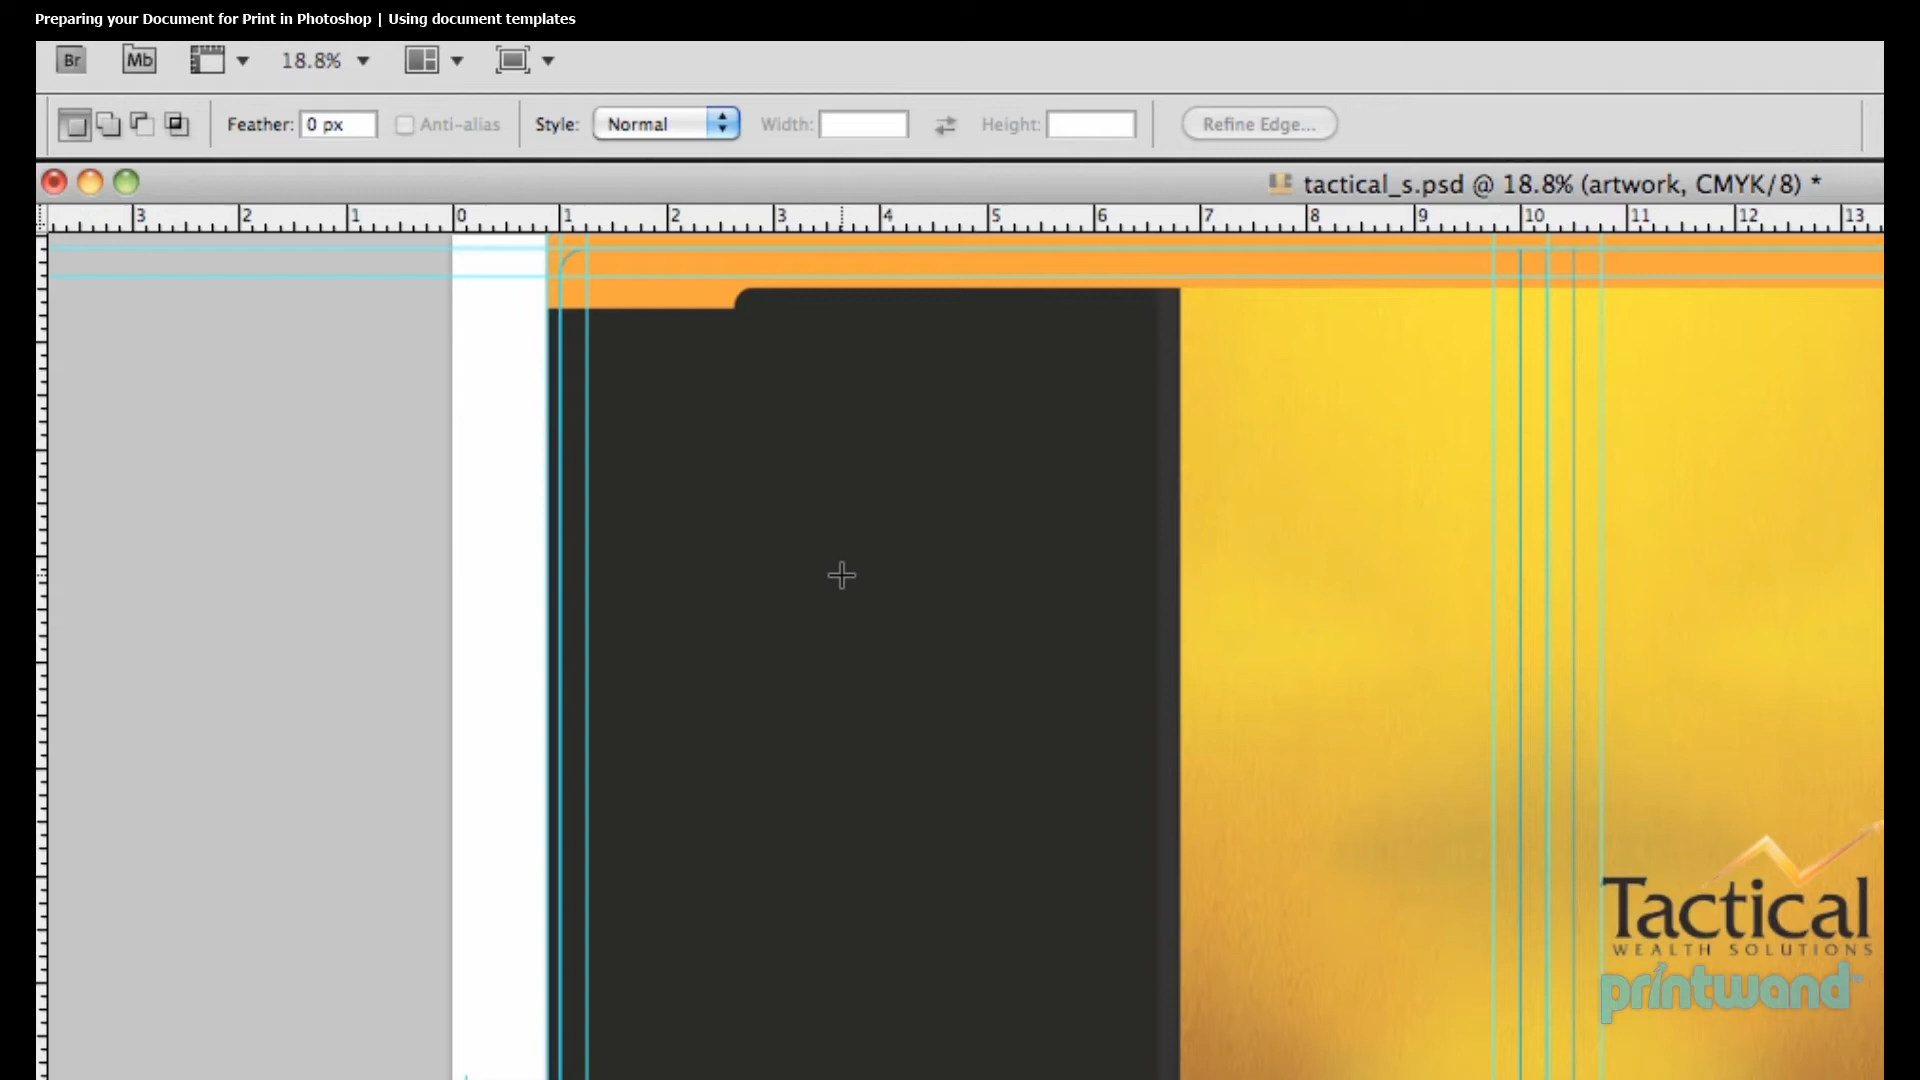 Preparing your Document for Print in Photoshop | Using document templates
Br Mb 18.8%
Feather: 0 px Anti-alias Style: Normal Width: Height: Refine Edge...
tactical_s.psd @ 18.8% (artwork, CMYK/8) *
3 2 1 0 1 2 3 4 5 6 7 8 9 10 11 12 13
Tactical
WEALTH SOLUTIONS
printwand™